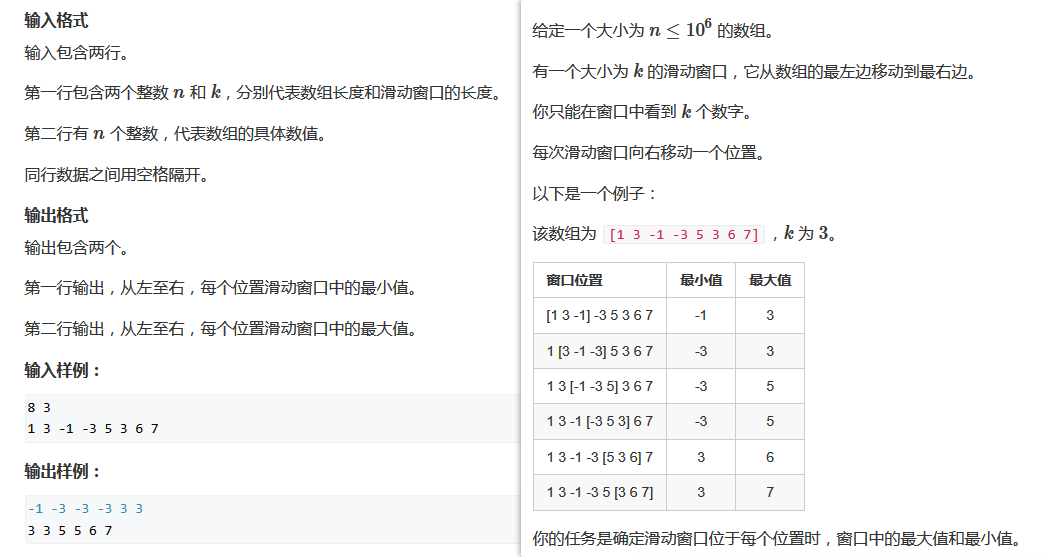 输入格式
输入包含两行。
第一行包含两个整数 n 和 k，分别代表数组长度和滑动窗口的长度。
第二行有 n 个整数，代表数组的具体数值。
同行数据之间用空格隔开。
输出格式
输出包含两个。
第一行输出，从左至右，每个位置滑动窗口中的最小值。
第二行输出，从左至右，每个位置滑动窗口中的最大值。
输入样例：
8 3
1 3 -1 -3 5 3 6 7
输出样例：
-1 -3 -3 -3 3 3
3 3 5 5 6 7
给定一个大小为 n ≤ 10⁶ 的数组。
有一个大小为 k 的滑动窗口，它从数组的最左边移动到最右边。
你只能在窗口中看到 k 个数字。
每次滑动窗口向右移动一个位置。
以下是一个例子：
该数组为 [1 3 -1 -3 5 3 6 7]，k 为 3。
窗口位置 最小值 最大值
[1 3 -1] -3 5 3 6 7 -1 3
1 [3 -1 -3] 5 3 6 7 -3 3
1 3 [-1 -3 5] 3 6 7 -3 5
1 3 -1 [-3 5 3] 6 7 -3 5
1 3 -1 -3 [5 3 6] 7 3 6
1 3 -1 -3 5 [3 6 7] 3 7
你的任务是确定滑动窗口位于每个位置时，窗口中的最大值和最小值。